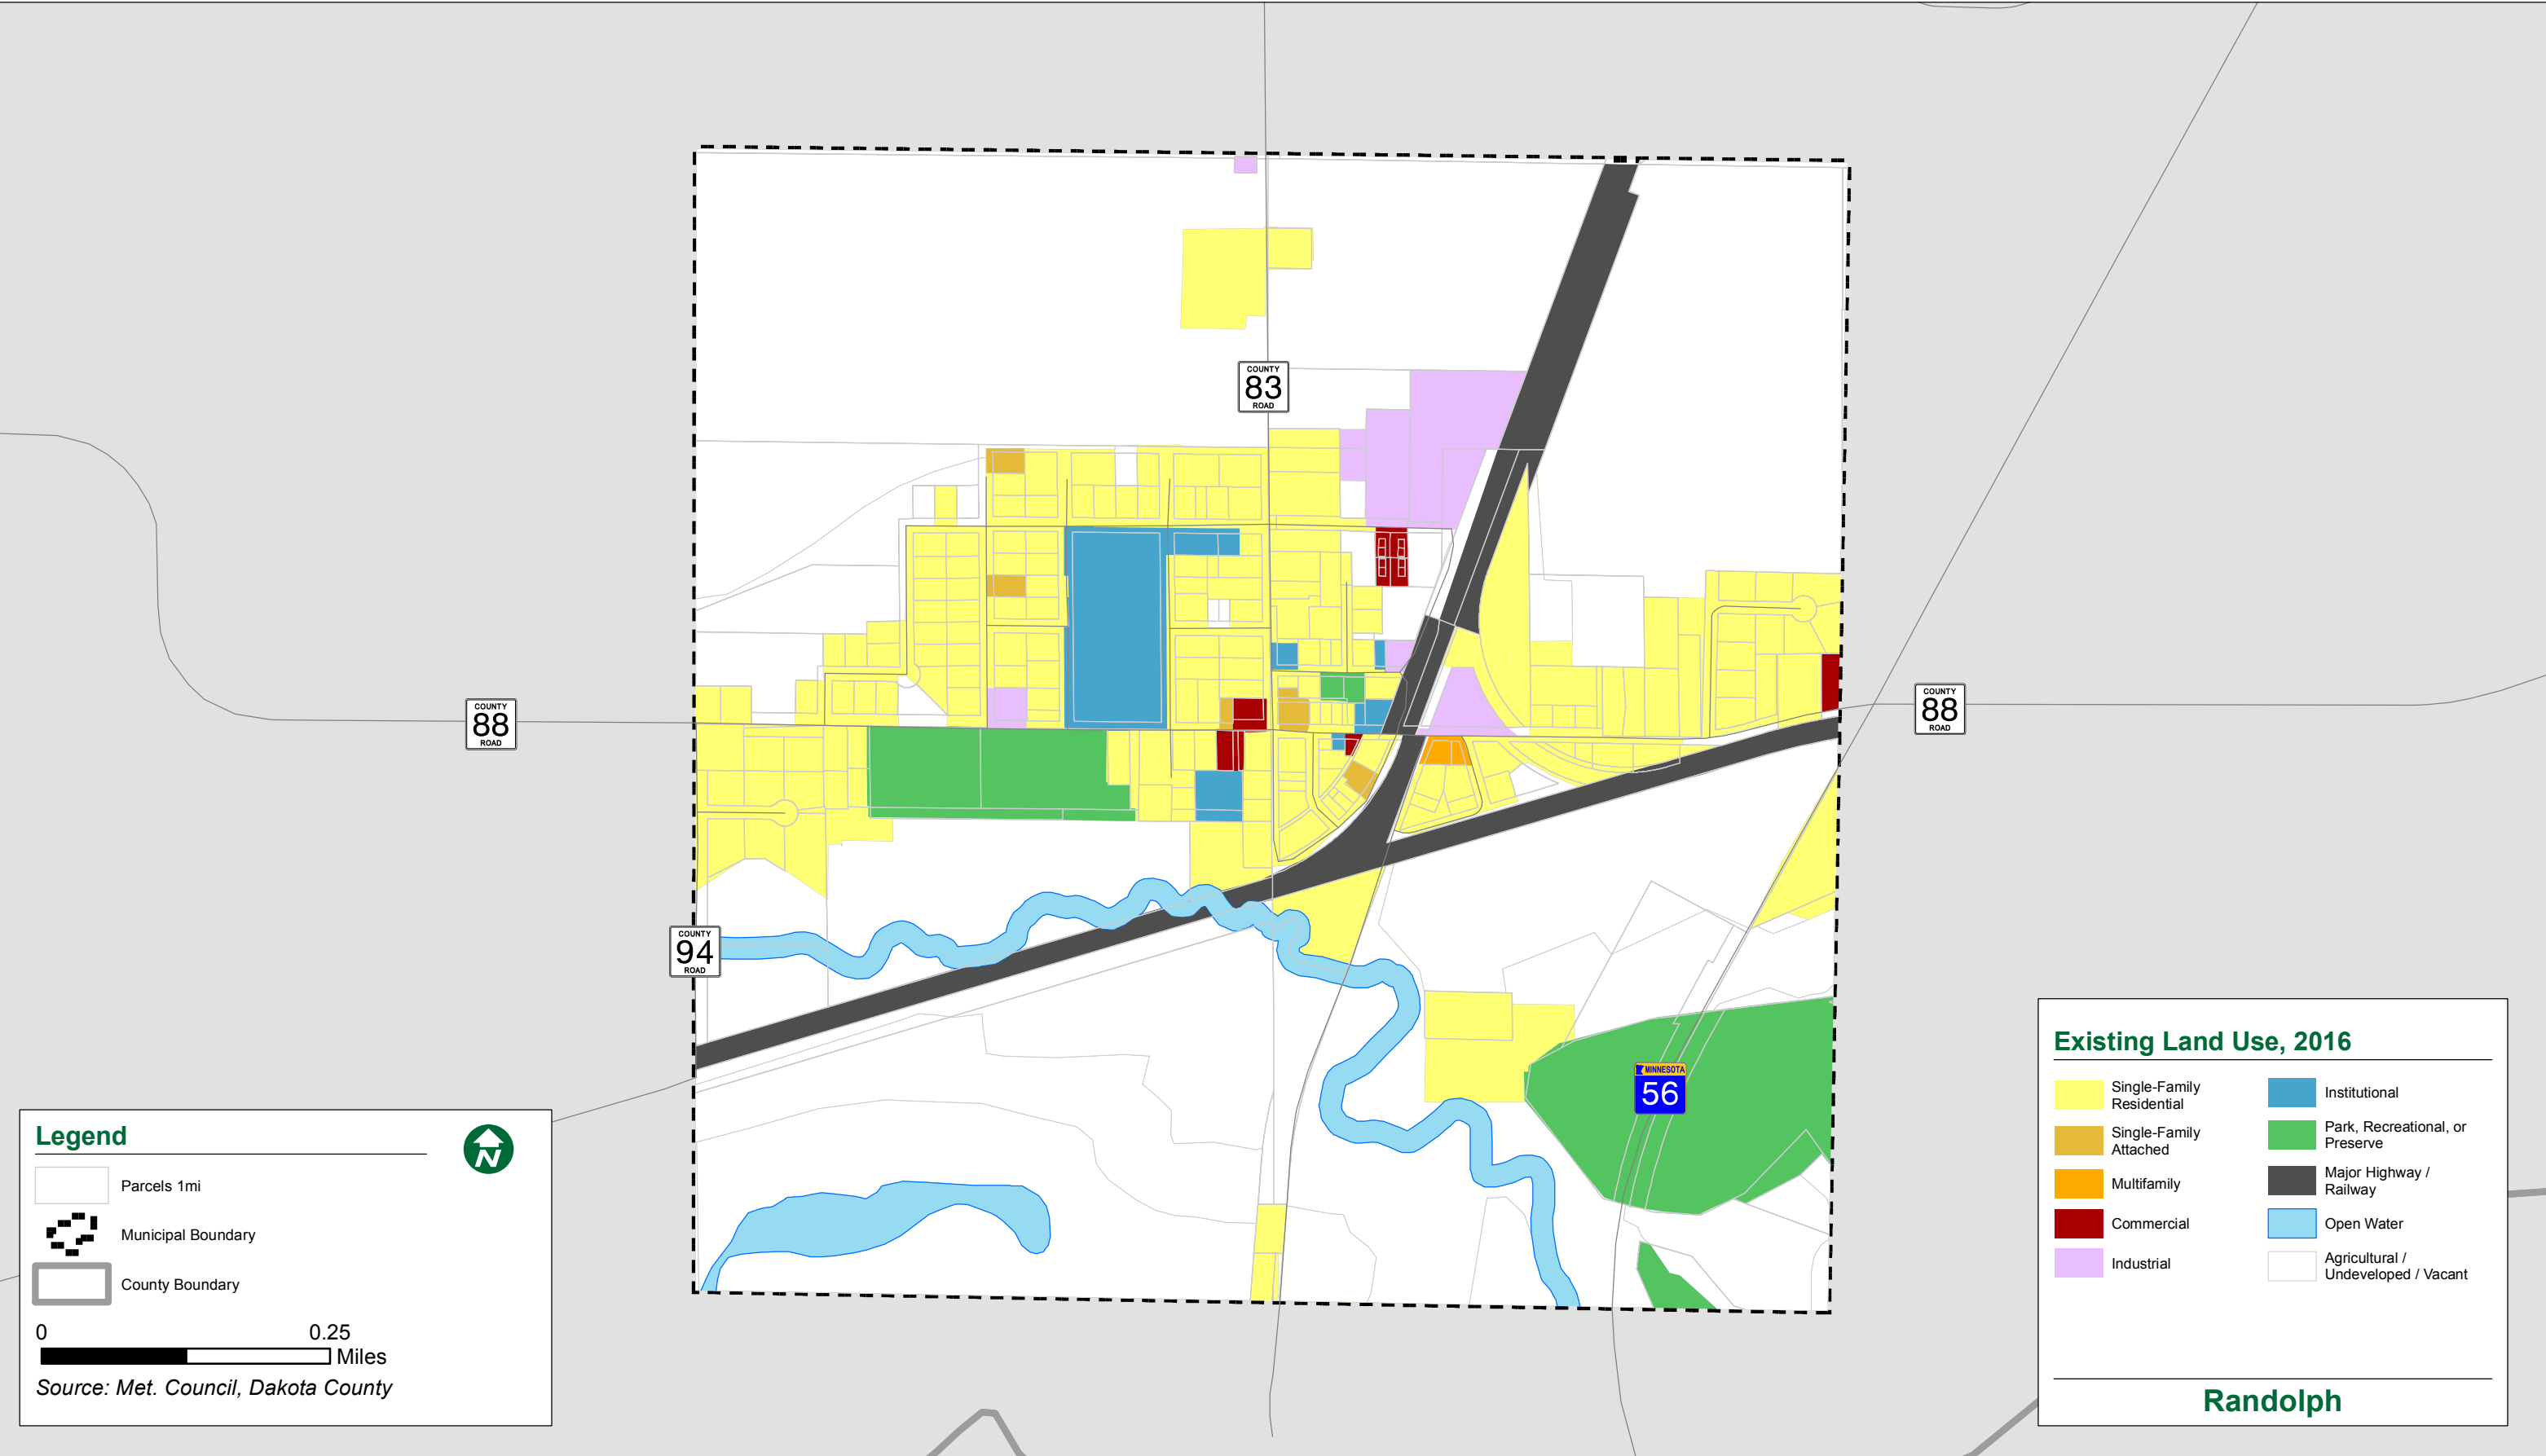 COUNTY
83
ROAD
COUNTY
88
ROAD
COUNTY
88
ROAD
COUNTY
94
ROAD
MINNESOTA
56
Legend
N
Parcels 1mi
Municipal Boundary
County Boundary
0 0.25
Miles
Source: Met. Council, Dakota County
Existing Land Use, 2016
Single-Family
Residential
Single-Family
Attached
Multifamily
Commercial
Industrial
Institutional
Park, Recreational, or
Preserve
Major Highway /
Railway
Open Water
Agricultural /
Undeveloped / Vacant
Randolph